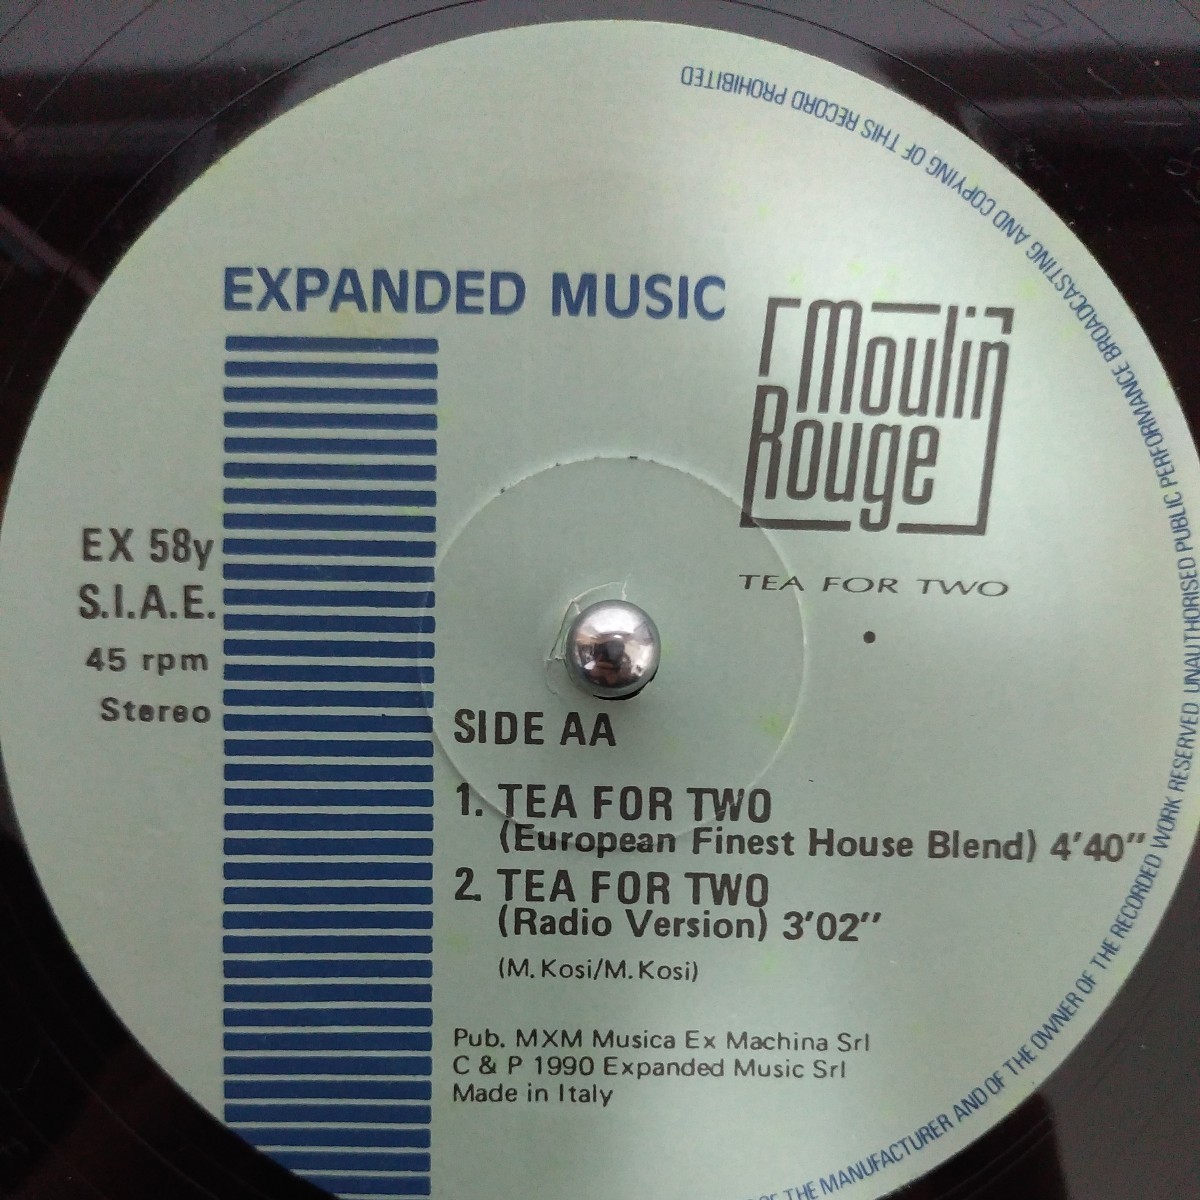 EXPANDED MUSIC
Moulin
Rouge
TEA FOR TWO
EX 58y
S.I.A.E.
45 rpm
Stereo
SIDE AA
1. TEA FOR TWO
(European Finest House Blend) 4'40"
2. TEA FOR TWO
(Radio Version) 3'02"
(M. Kosi/M. Kosi)
Pub. MXM Musica Ex Machina Srl
C & P 1990 Expanded Music Srl
Made in Italy
OF THE MANUFACTURER AND OF THE OWNER OF THE RECORDED WORK RESERVED UNAUTHORISED PUBLIC PERFORMANCE BROADCASTING AND COPYING OF THIS RECORD PROHIBITED